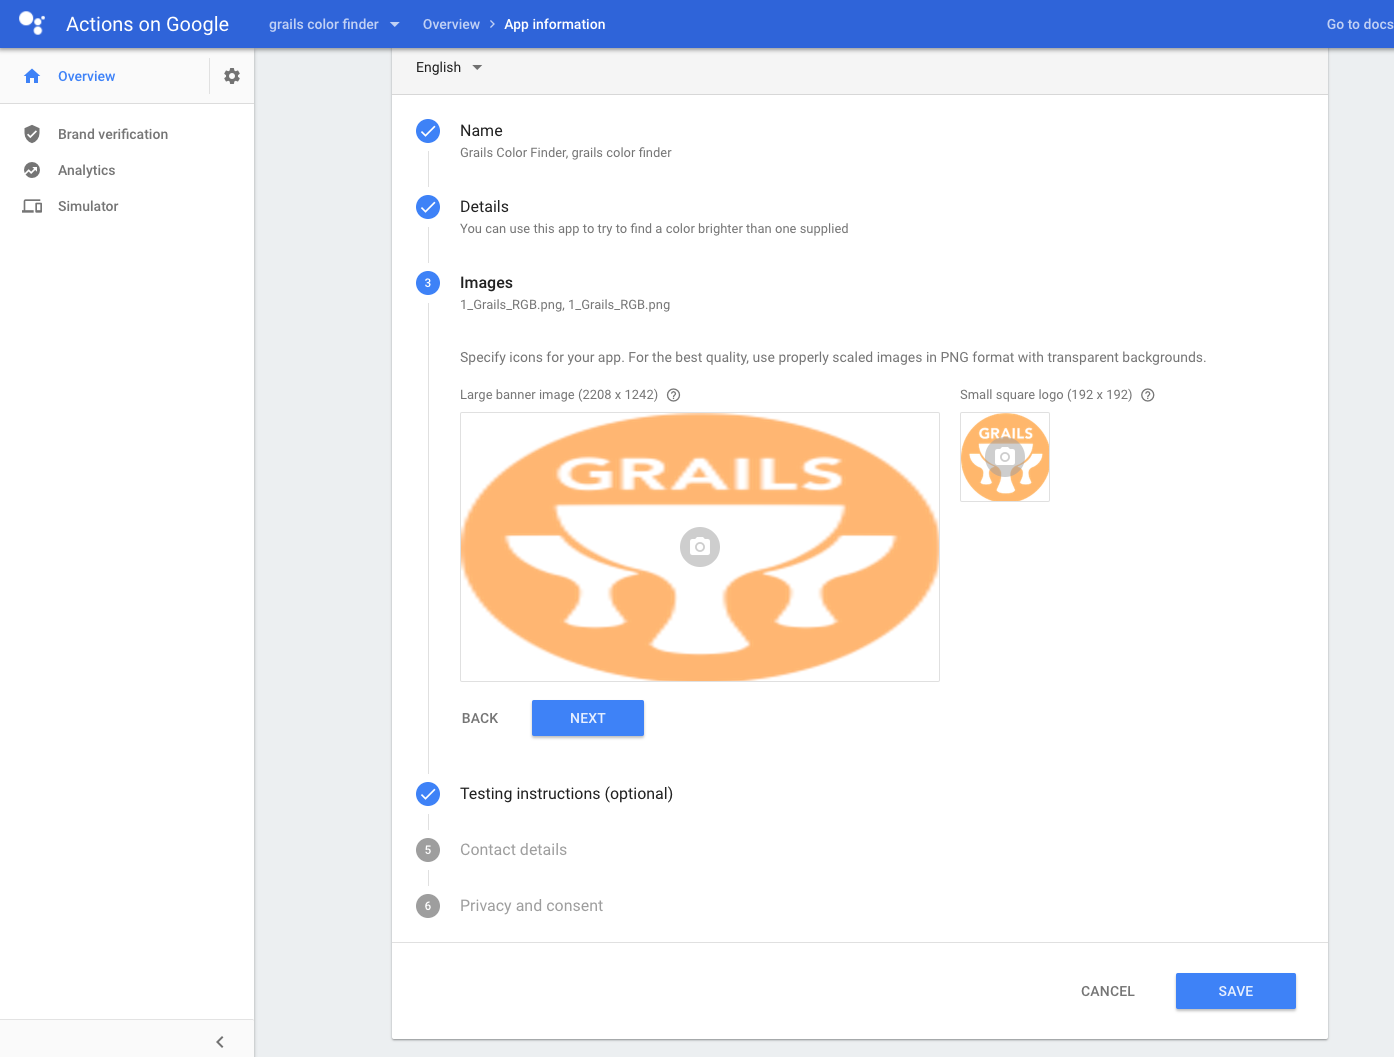 Actions on Google
grails color finder
Overview > App information
Go to docs
Overview
Brand verification
Analytics
Simulator
English
Name
Grails Color Finder, grails color finder
Details
You can use this app to try to find a color brighter than one supplied
3
Images
1_Grails_RGB.png, 1_Grails_RGB.png
Specify icons for your app. For the best quality, use properly scaled images in PNG format with transparent backgrounds.
Large banner image (2208 x 1242)
Small square logo (192 x 192)
GRAILS
GRAILS
BACK
NEXT
Testing instructions (optional)
5
Contact details
6
Privacy and consent
CANCEL
SAVE